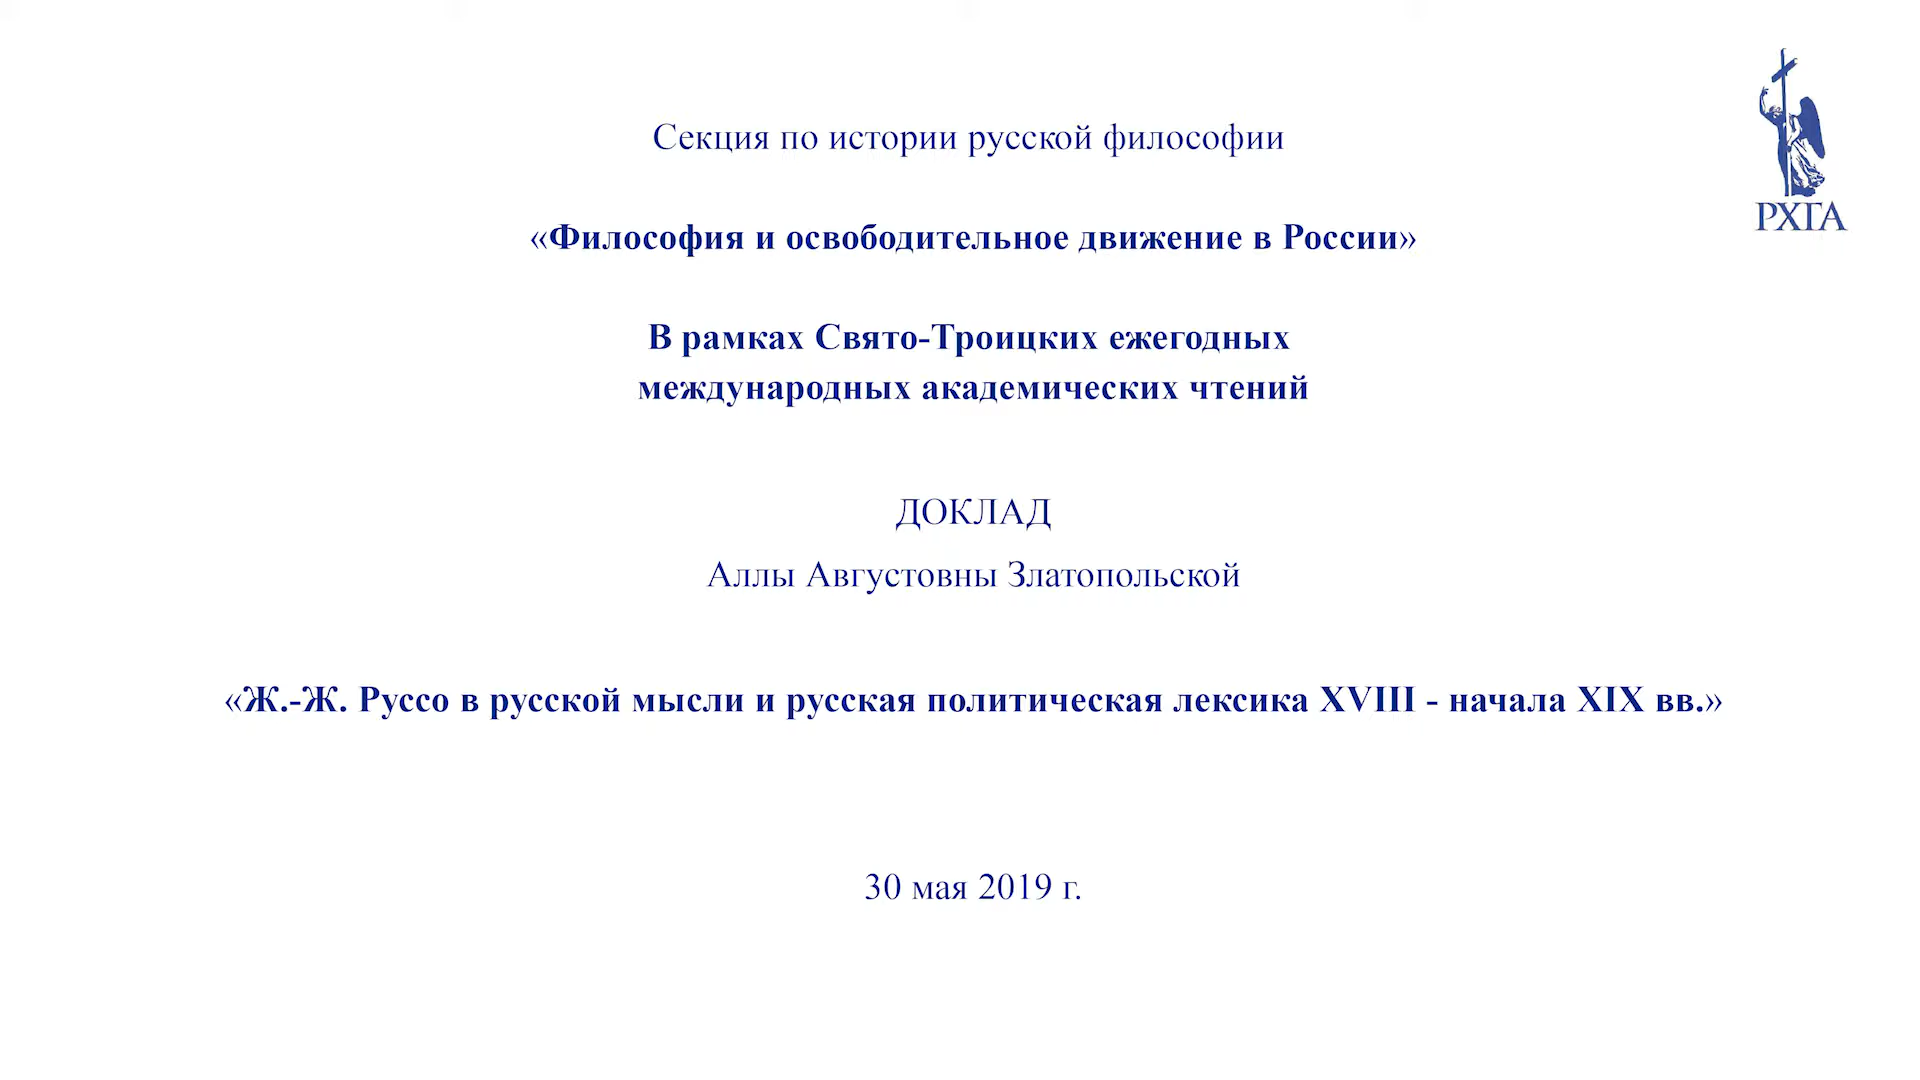 Секция по истории русской философии
«Философия и освободительное движение в России»
В рамках Свято-Троицких ежегодных
международных академических чтений
ДОКЛАД
Аллы Августовны Златопольской
«Ж.-Ж. Руссо в русской мысли и русская политическая лексика XVIII - начала XIX вв.»
30 мая 2019 г.
РХГА